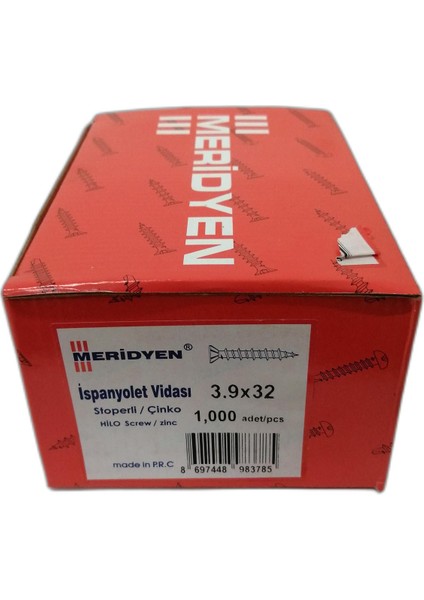 MERİDYEN
MERİDYEN®
İspanyolet Vidası 3.9x32
Stoperli / Çinko 1,000 adet/pcs
HİLO Screw / zinc
made in P.R.C
8 697448 983785